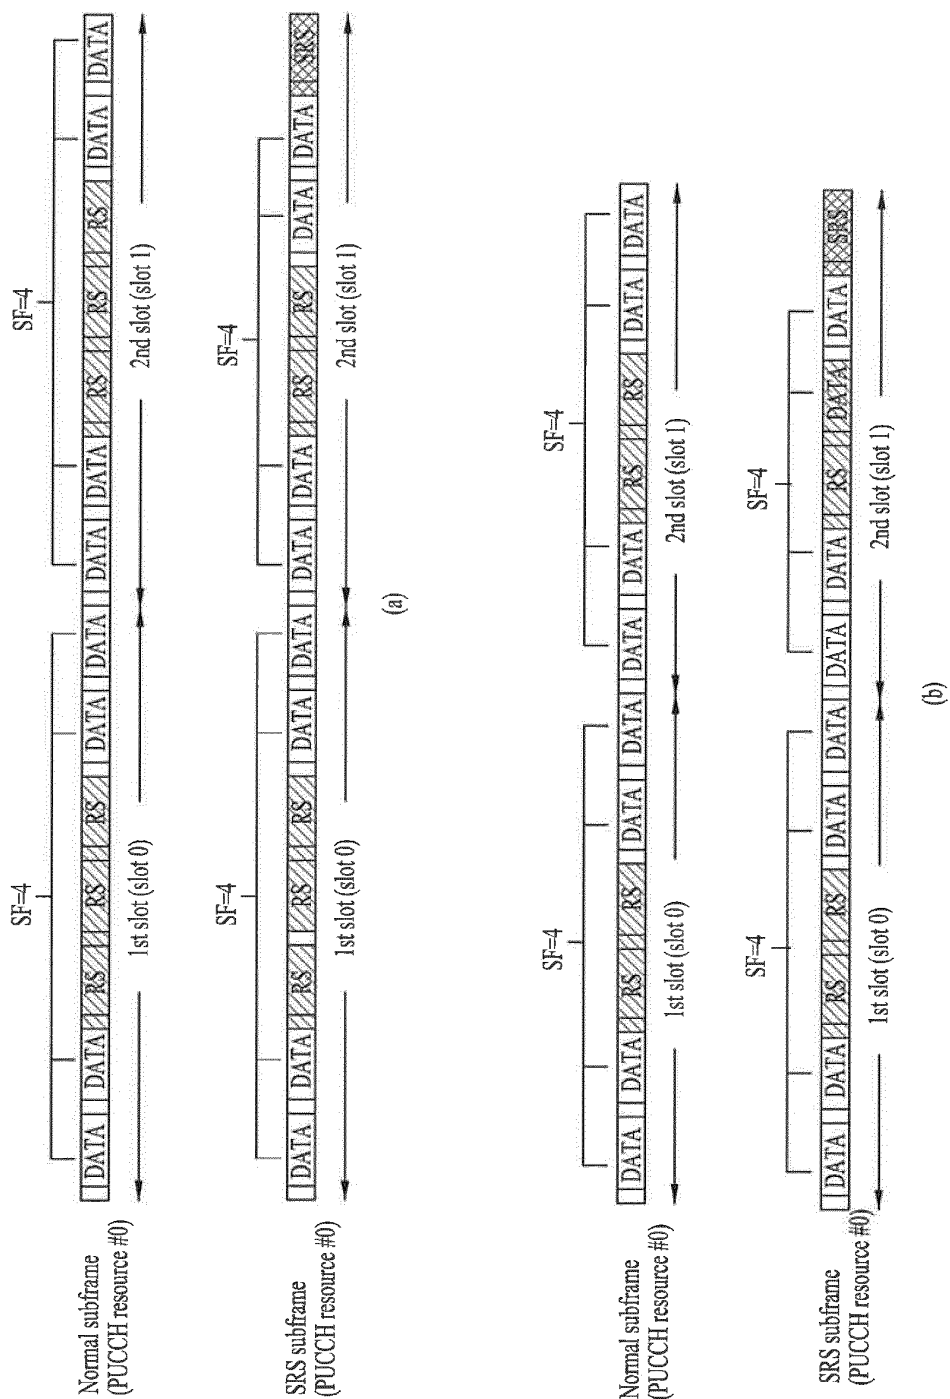 SF=4 SF=4
Normal subframe
(PUCCH resource #0)
DATA DATA RS RS RS DATA DATA DATA DATA RS RS RS DATA DATA
1st slot (slot 0) 2nd slot (slot 1)
SF=4 SF=4
SRS subframe
(PUCCH resource #0)
DATA DATA RS RS RS DATA DATA DATA DATA RS RS DATA DATA SRS
1st slot (slot 0) 2nd slot (slot 1)
(a)
SF=4 SF=4
Normal subframe
(PUCCH resource #0)
DATA DATA RS RS DATA DATA DATA DATA RS RS DATA DATA
1st slot (slot 0) 2nd slot (slot 1)
SF=4 SF=4
SRS subframe
(PUCCH resource #0)
DATA DATA RS RS DATA DATA DATA DATA RS DATA DATA SRS
1st slot (slot 0) 2nd slot (slot 1)
(b)